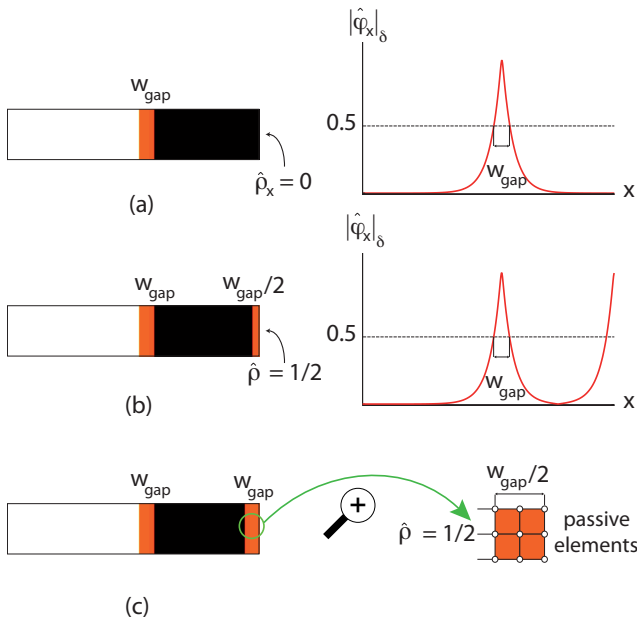 w_gap
ρ̂_x = 0
(a)
|φ̂_x|_δ
0.5
w_gap
x
w_gap w_gap/2
ρ̂ = 1/2
(b)
|φ̂_x|_δ
0.5
w_gap
x
w_gap w_gap
(c)
w_gap/2
ρ̂ = 1/2
passive
elements